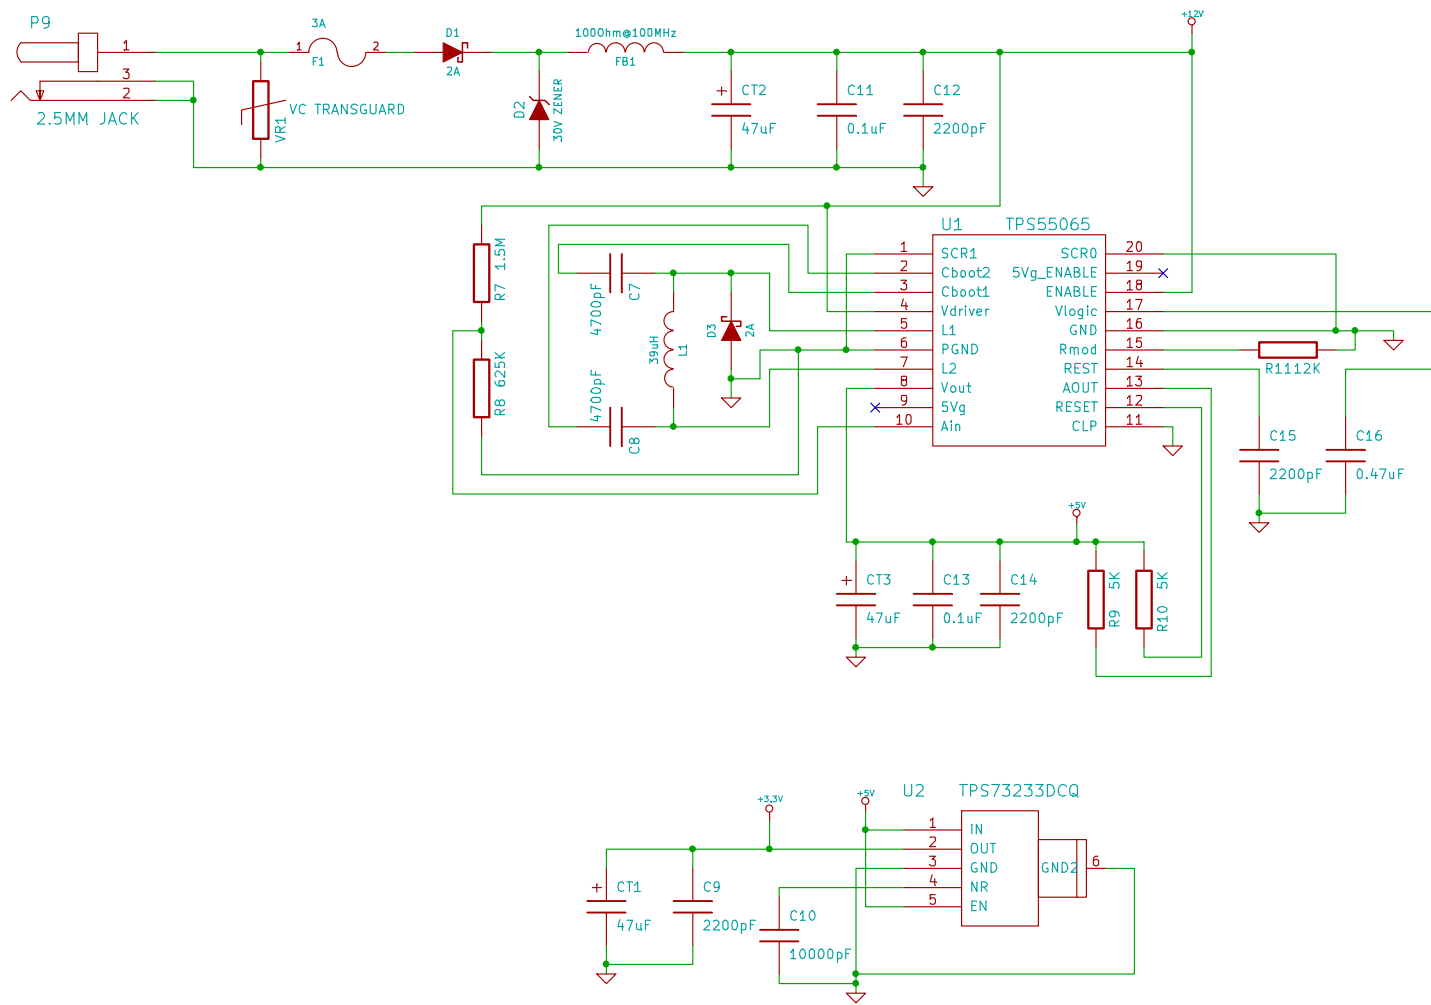 P9
1
3
2
2.5MM JACK
VR1
VC TRANSGUARD
3A
1
2
F1
D1
2A
D2
30V ZENER
100Ohm@100MHz
FB1
CT2
47uF
C11
0.1uF
C12
2200pF
+12V
R7 1.5M
R8 625K
4700pF
C7
4700pF
C8
39uH
L1
D3
2A
U1 TPS55065
1 SCR1
2 Cboot2
3 Cboot1
4 Vdriver
5 L1
6 PGND
7 L2
8 Vout
9 5Vg
10 Ain
SCR0 20
5Vg_ENABLE 19
ENABLE 18
Vlogic 17
GND 16
Rmod 15
REST 14
AOUT 13
RESET 12
CLP 11
R1112K
C15
2200pF
C16
0.47uF
+5V
CT3
47uF
C13
0.1uF
C14
2200pF
R9 5K
R10 5K
U2 TPS73233DCQ
1 IN
2 OUT
3 GND
4 NR
5 EN
GND2 6
+3.3V
+5V
CT1
47uF
C9
2200pF
C10
10000pF